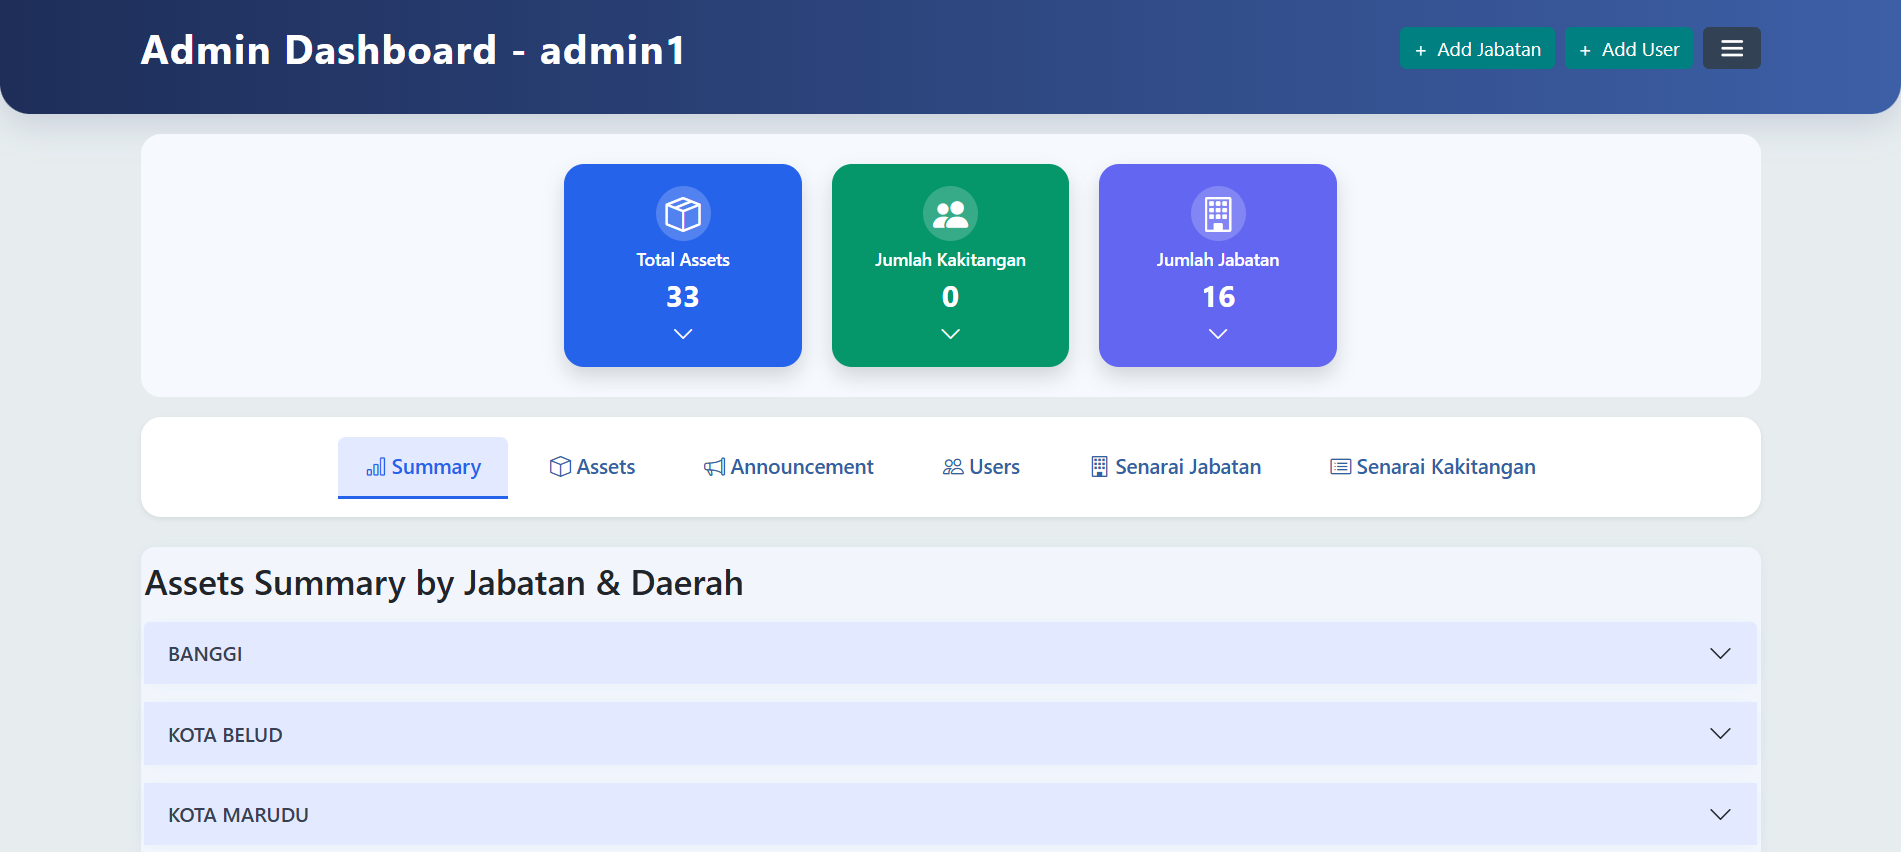 Admin Dashboard - admin1
+ Add Jabatan
+ Add User
Total Assets
33
Jumlah Kakitangan
0
Jumlah Jabatan
16
Summary
Assets
Announcement
Users
Senarai Jabatan
Senarai Kakitangan
Assets Summary by Jabatan & Daerah
BANGGI
KOTA BELUD
KOTA MARUDU